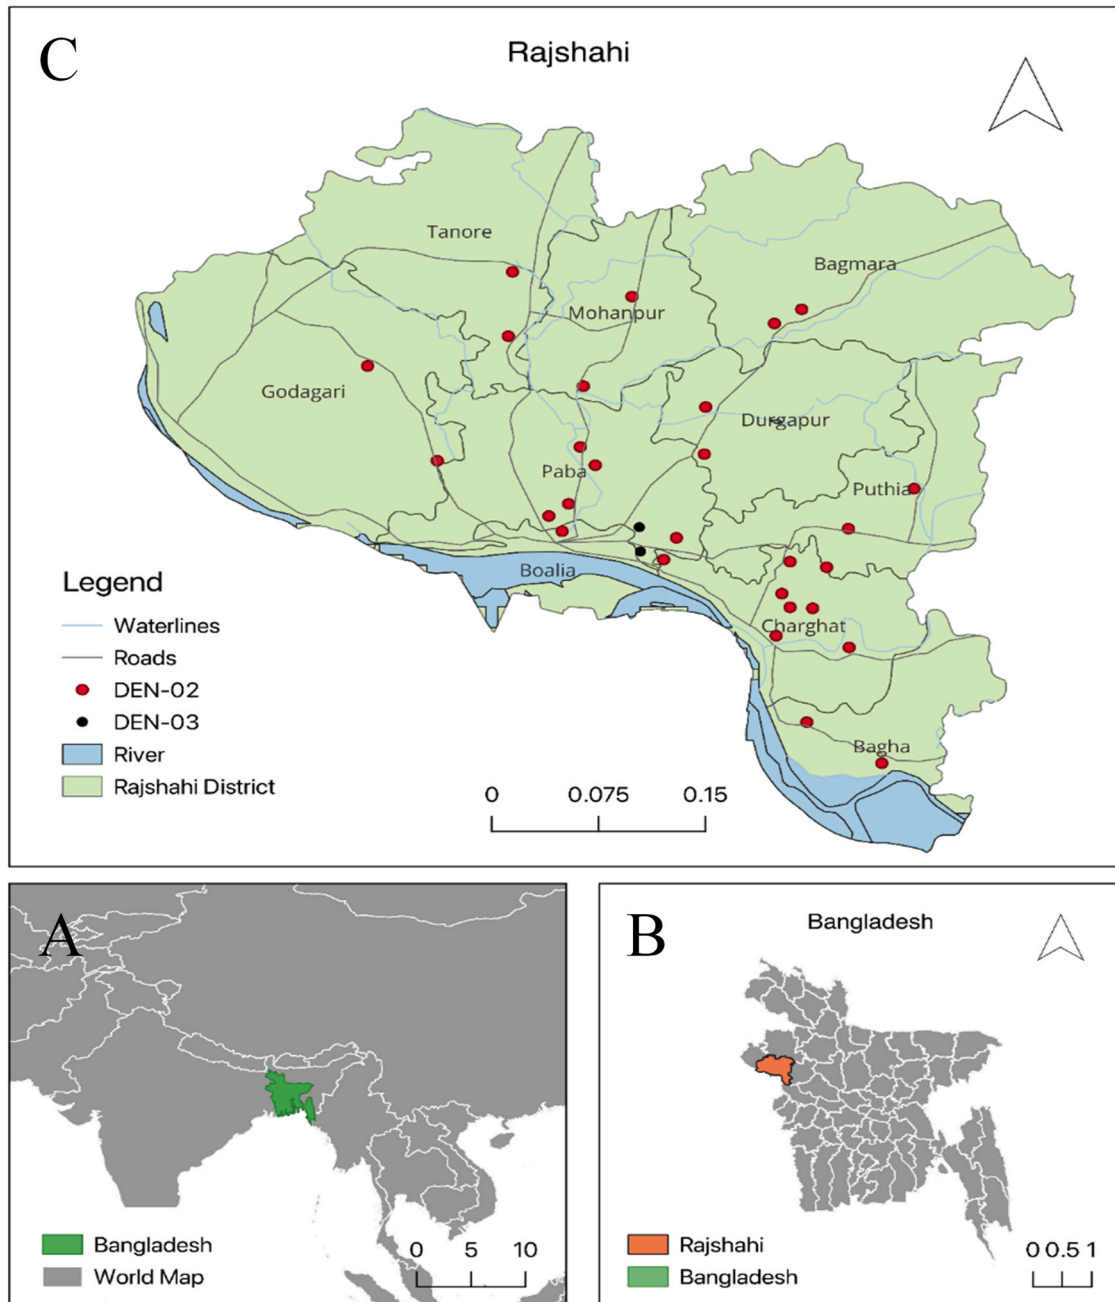 C
Rajshahi
Tanore
Bagmara
Mohanpur
Godagari
Durgapur
Paba
Puthia
Boalia
Charghat
Bagha
Legend
Waterlines
Roads
DEN-02
DEN-03
River
Rajshahi District
0 0.075 0.15
A
Bangladesh
World Map
0 5 10
B
Bangladesh
Rajshahi
Bangladesh
0 0.5 1